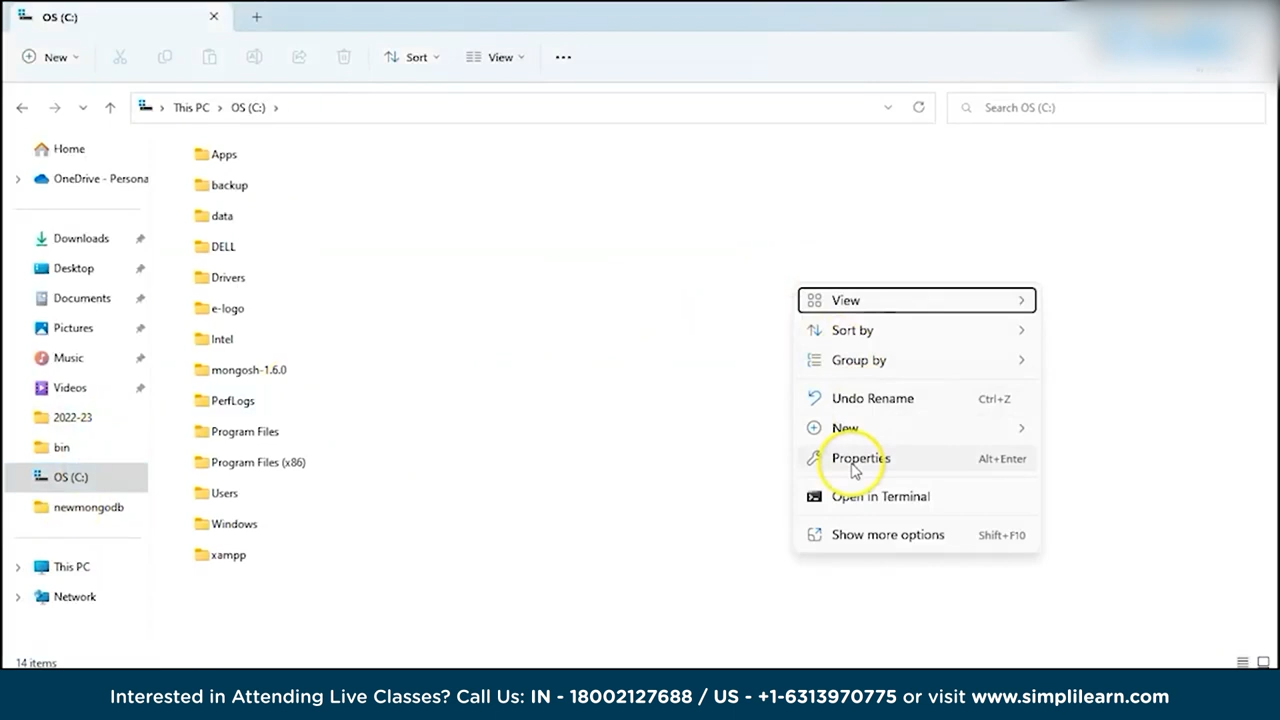 OS (C:)
New
Sort
View
This PC
OS (C:)
Search OS (C:)
Home
OneDrive - Persona
Downloads
Desktop
Documents
Pictures
Music
Videos
2022-23
bin
OS (C:)
newmongodb
This PC
Network
Apps
backup
data
DELL
Drivers
e-logo
Intel
mongosh-1.6.0
PerfLogs
Program Files
Program Files (x86)
Users
Windows
xampp
View
Sort by
Group by
Undo Rename Ctrl+Z
New
Properties Alt+Enter
Open in Terminal
Show more options Shift+F10
14 items
Interested in Attending Live Classes? Call Us: IN - 18002127688 / US - +1-6313970775 or visit www.simplilearn.com